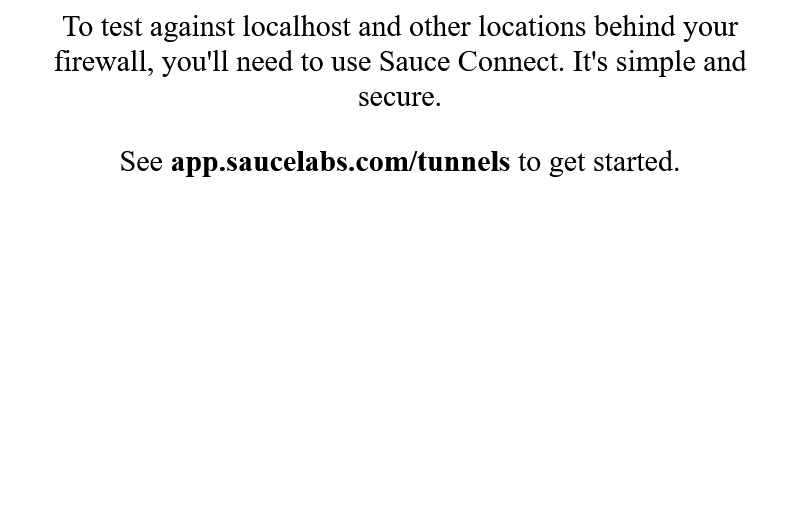 To test against localhost and other locations behind your
firewall, you'll need to use Sauce Connect. It's simple and
secure.
See app.saucelabs.com/tunnels to get started.